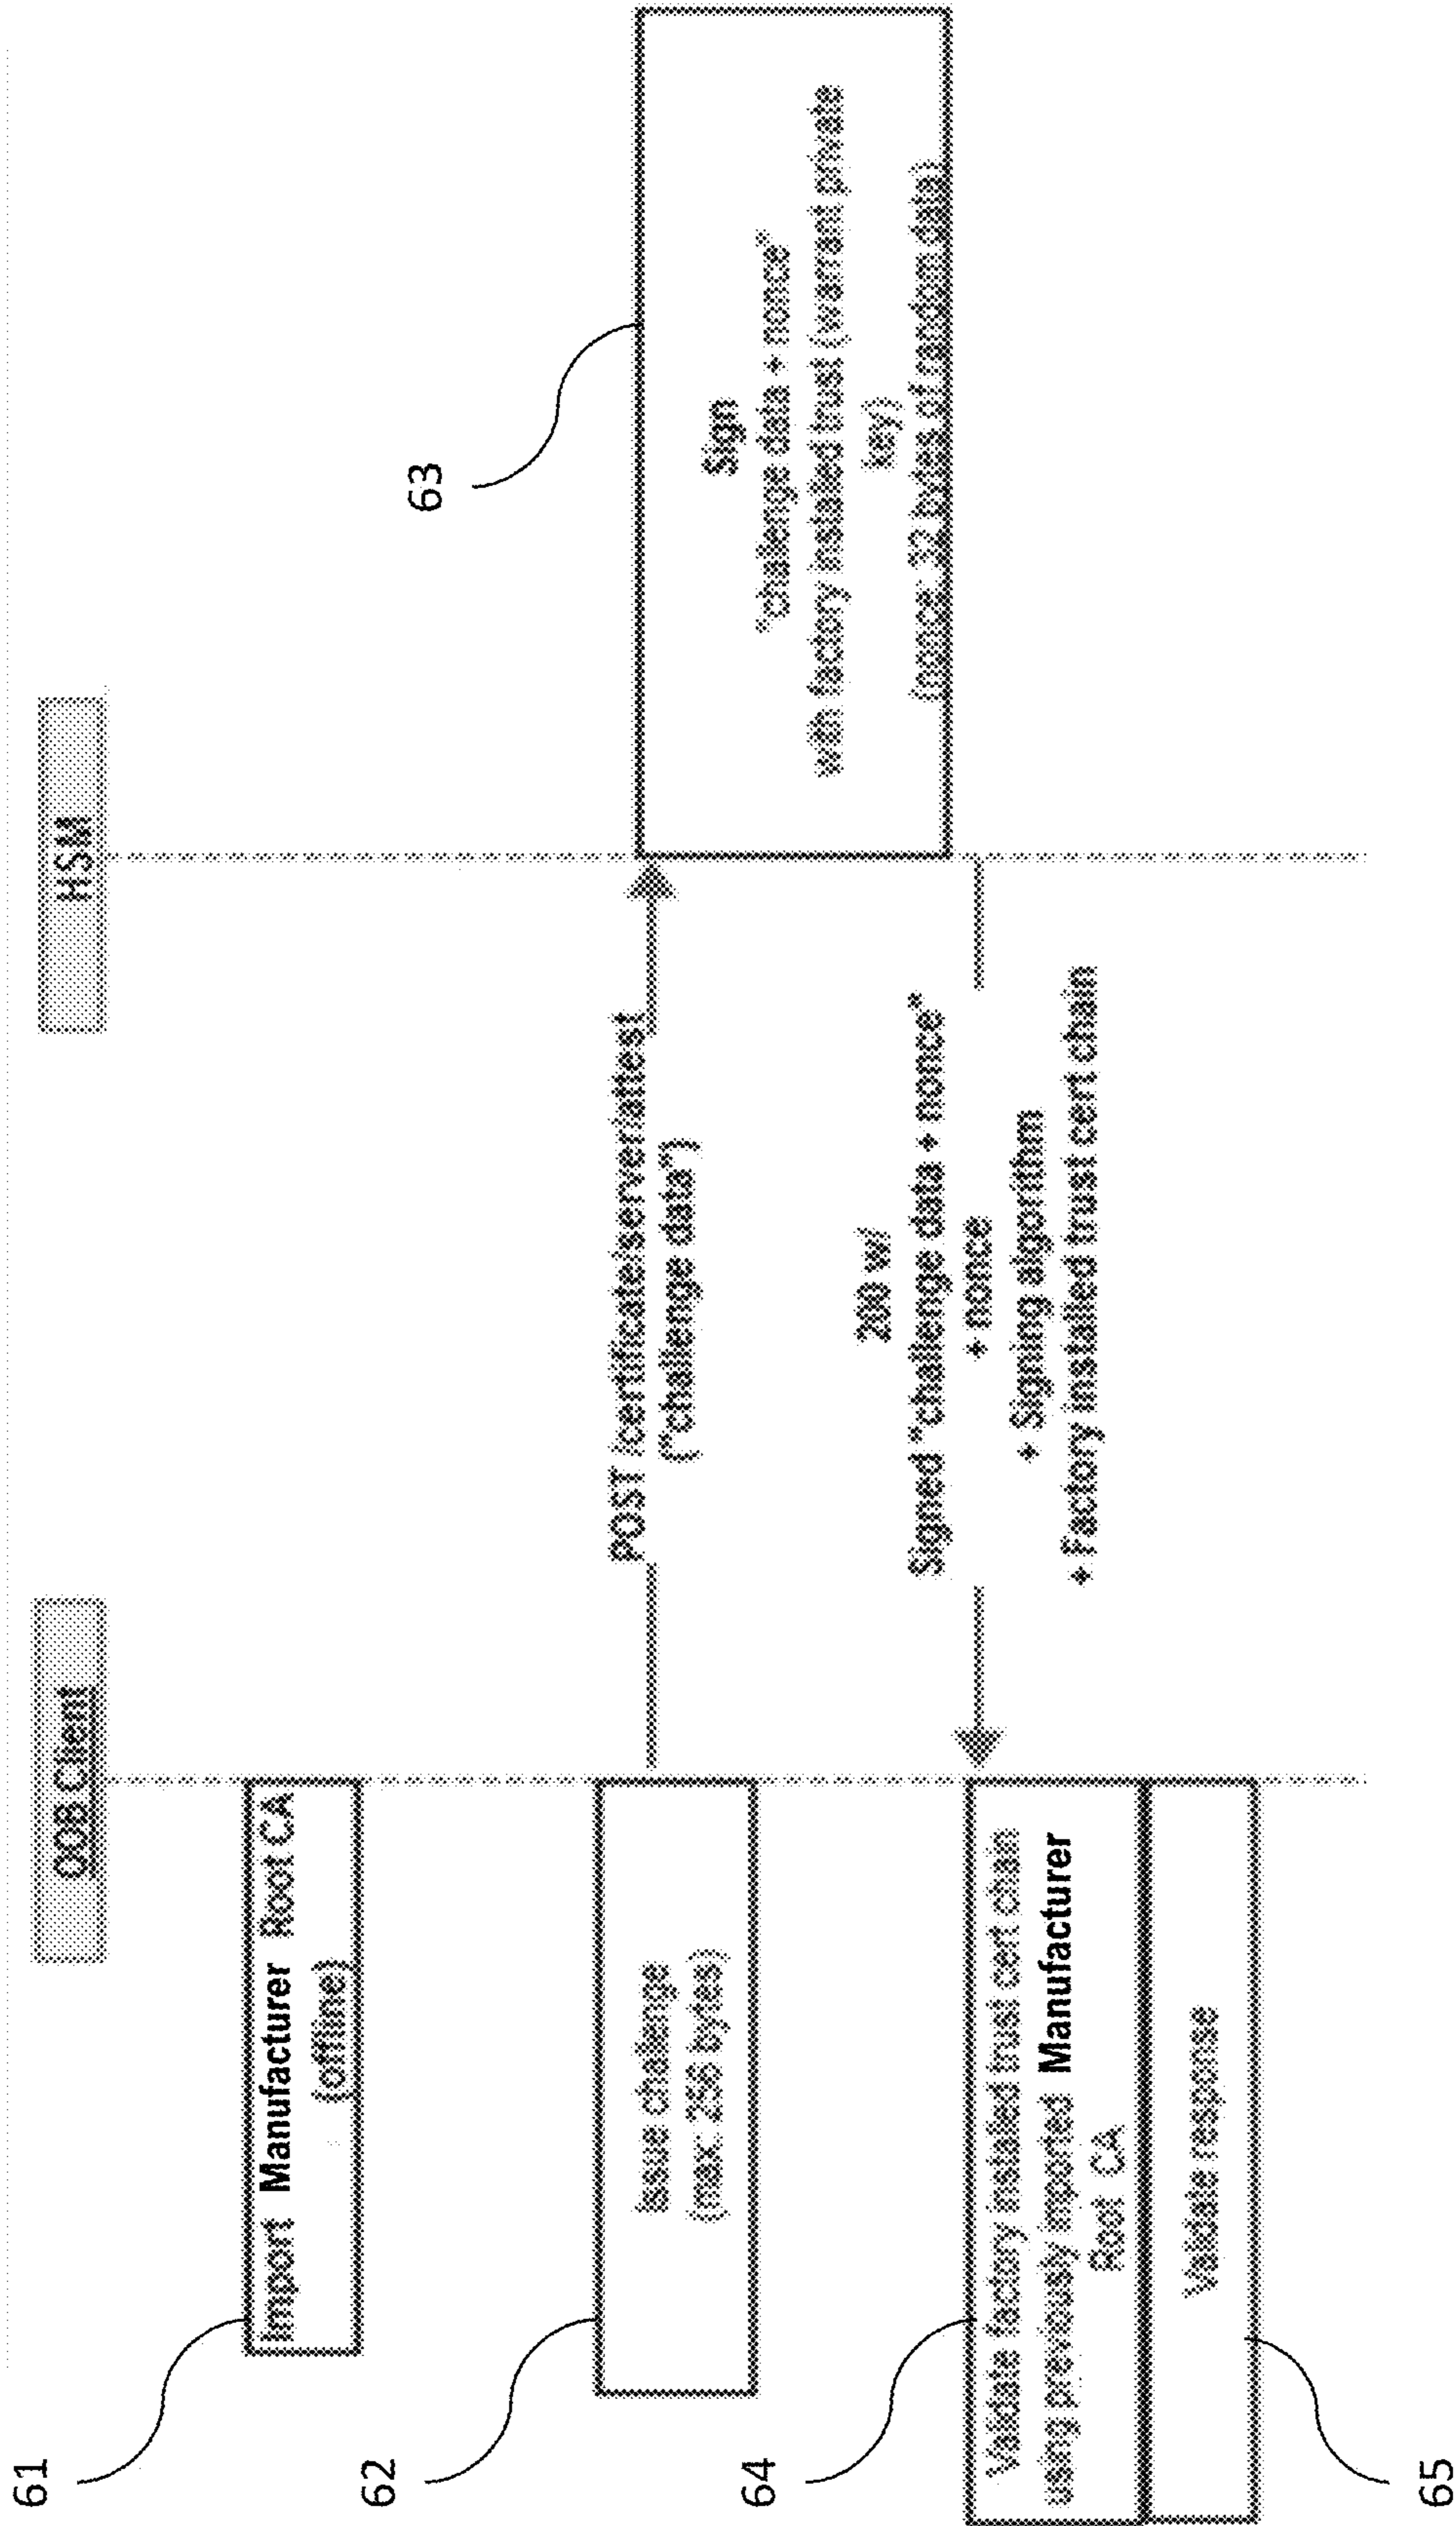 OOB Client
HSM
61
Import Manufacturer Root CA
(offline)
62
issue challenge
(max: 256 bytes)
POST /certificate/server/attest
("challenge data")
63
Sign
"challenge data + nonce"
with factory installed trust (warrant private
key)
(nonce: 32 bytes of random data)
200 w/
Signed "challenge data + nonce"
+ nonce
+ Signing algorithm
+ Factory installed trust cert chain
64
Validate factory installed trust cert chain
using previously imported Manufacturer
Root CA
Validate response
65